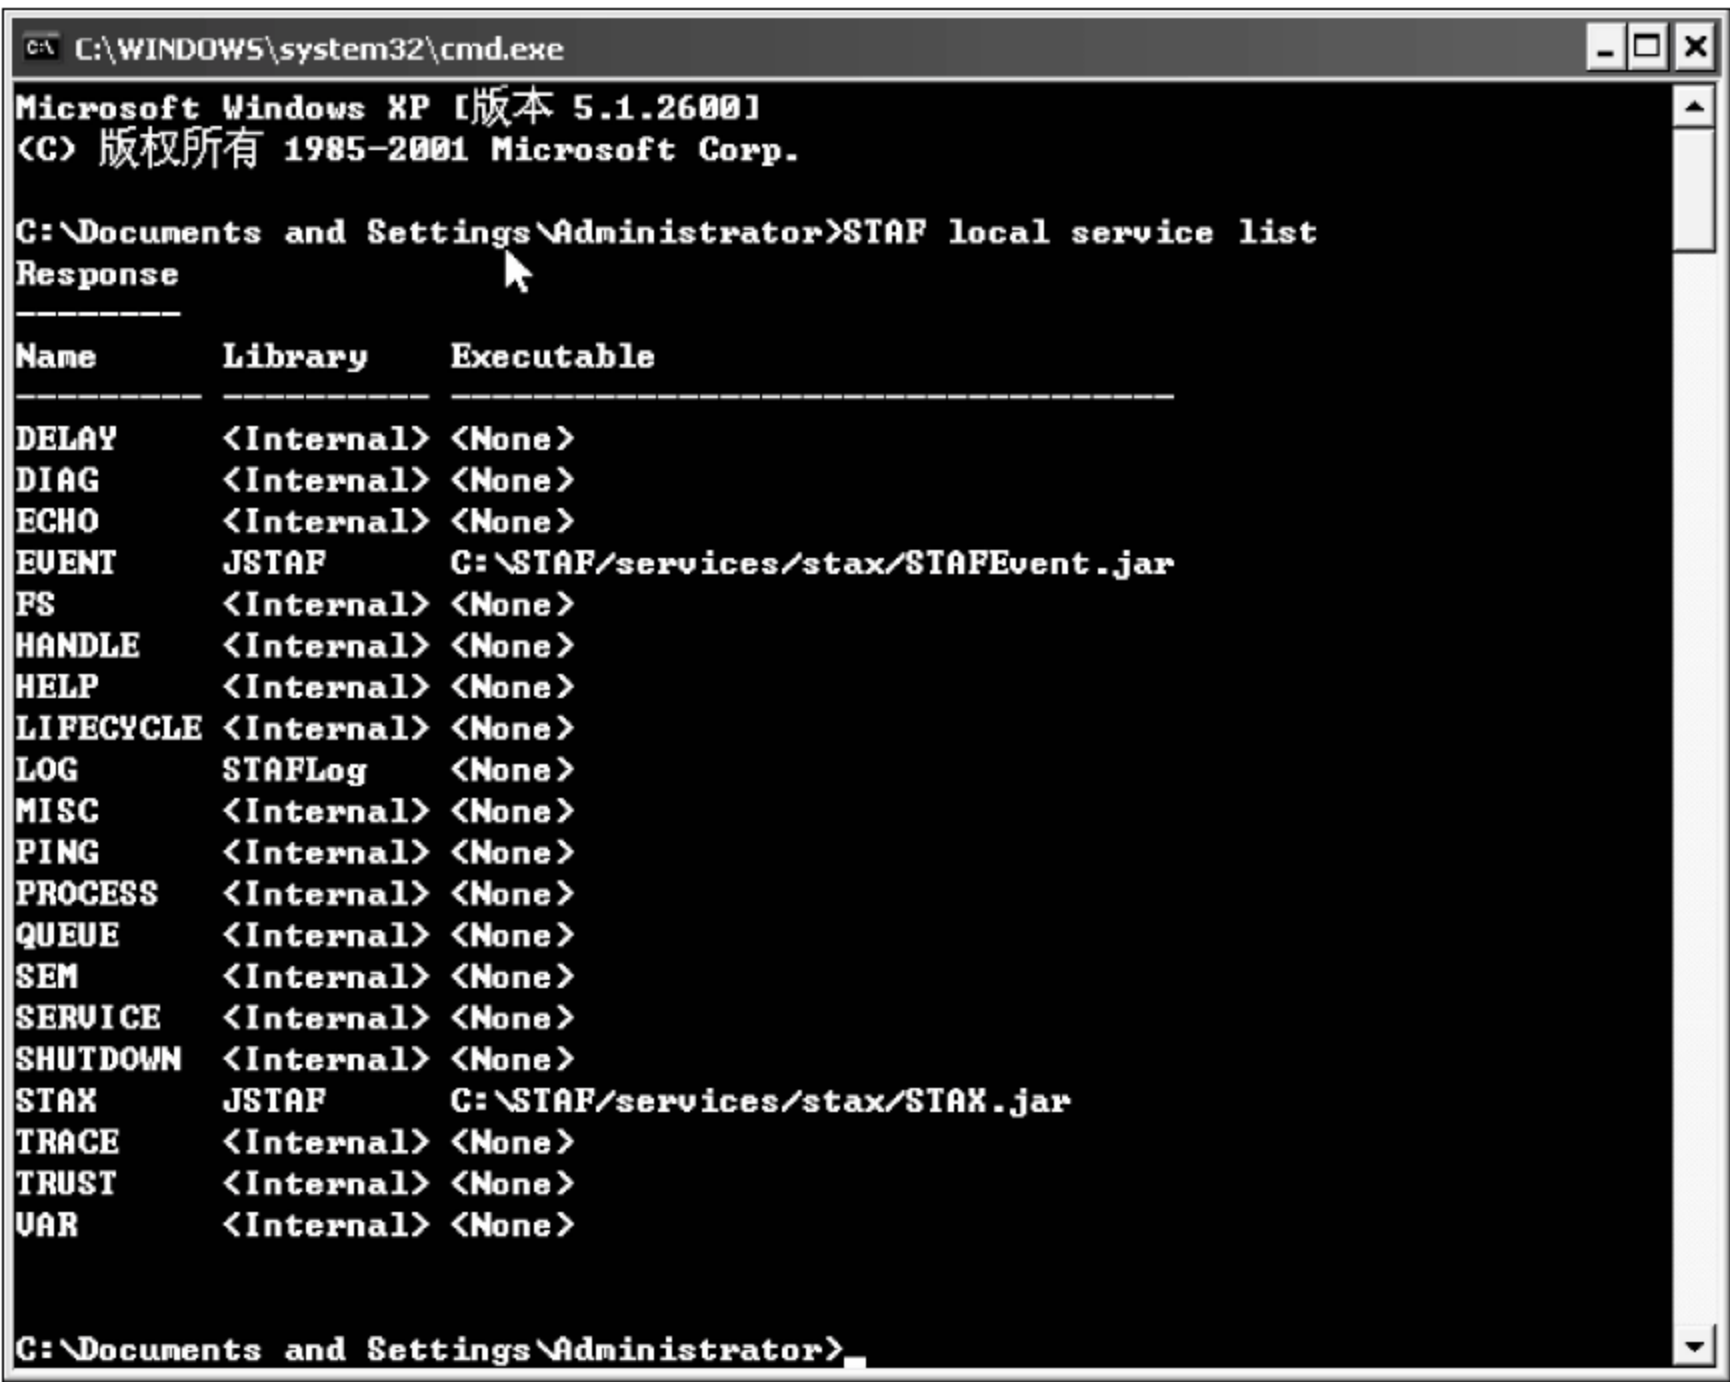 C:\WINDOWS\system32\cmd.exe
Microsoft Windows XP [版本 5.1.2600]
(C) 版权所有 1985-2001 Microsoft Corp.
C:\Documents and Settings\Administrator>STAF local service list
Response
--------
Name      Library    Executable
--------- ---------- -----------------------------------
DELAY     <Internal> <None>
DIAG      <Internal> <None>
ECHO      <Internal> <None>
EVENT     JSTAF      C:\STAF/services/stax/STAFEvent.jar
FS        <Internal> <None>
HANDLE    <Internal> <None>
HELP      <Internal> <None>
LIFECYCLE <Internal> <None>
LOG       STAFLog    <None>
MISC      <Internal> <None>
PING      <Internal> <None>
PROCESS   <Internal> <None>
QUEUE     <Internal> <None>
SEM       <Internal> <None>
SERVICE   <Internal> <None>
SHUTDOWN  <Internal> <None>
STAX      JSTAF      C:\STAF/services/stax/STAX.jar
TRACE     <Internal> <None>
TRUST     <Internal> <None>
VAR       <Internal> <None>
C:\Documents and Settings\Administrator>_